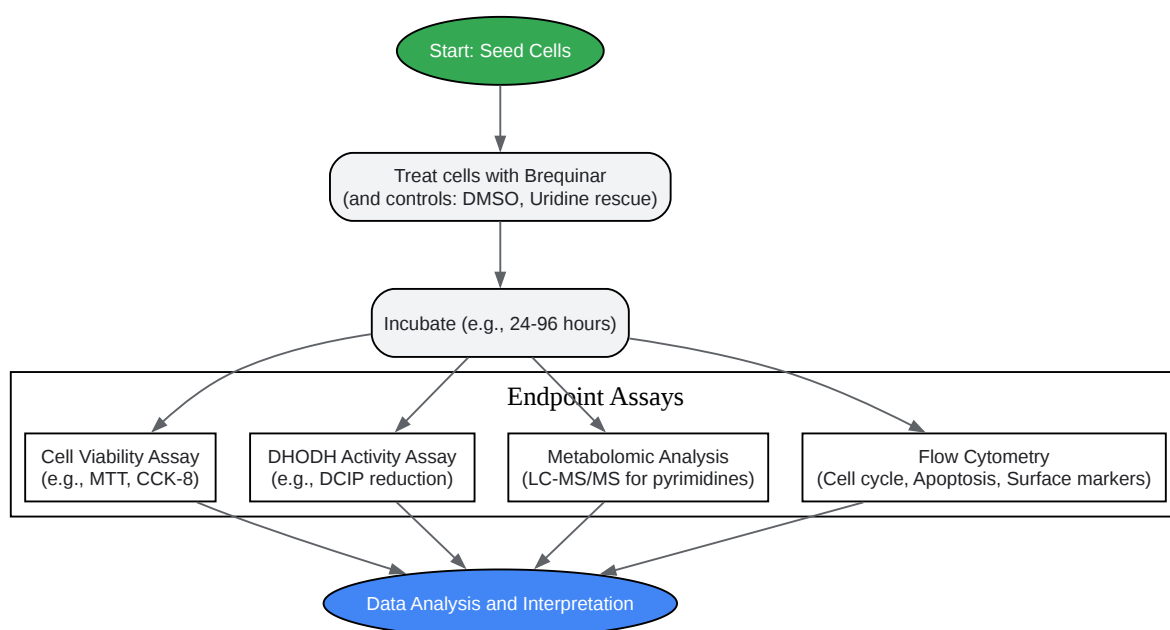 Start: Seed Cells
Treat cells with Brequinar
(and controls: DMSO, Uridine rescue)
Incubate (e.g., 24-96 hours)
Endpoint Assays
Cell Viability Assay
(e.g., MTT, CCK-8)
DHODH Activity Assay
(e.g., DCIP reduction)
Metabolomic Analysis
(LC-MS/MS for pyrimidines)
Flow Cytometry
(Cell cycle, Apoptosis, Surface markers)
Data Analysis and Interpretation